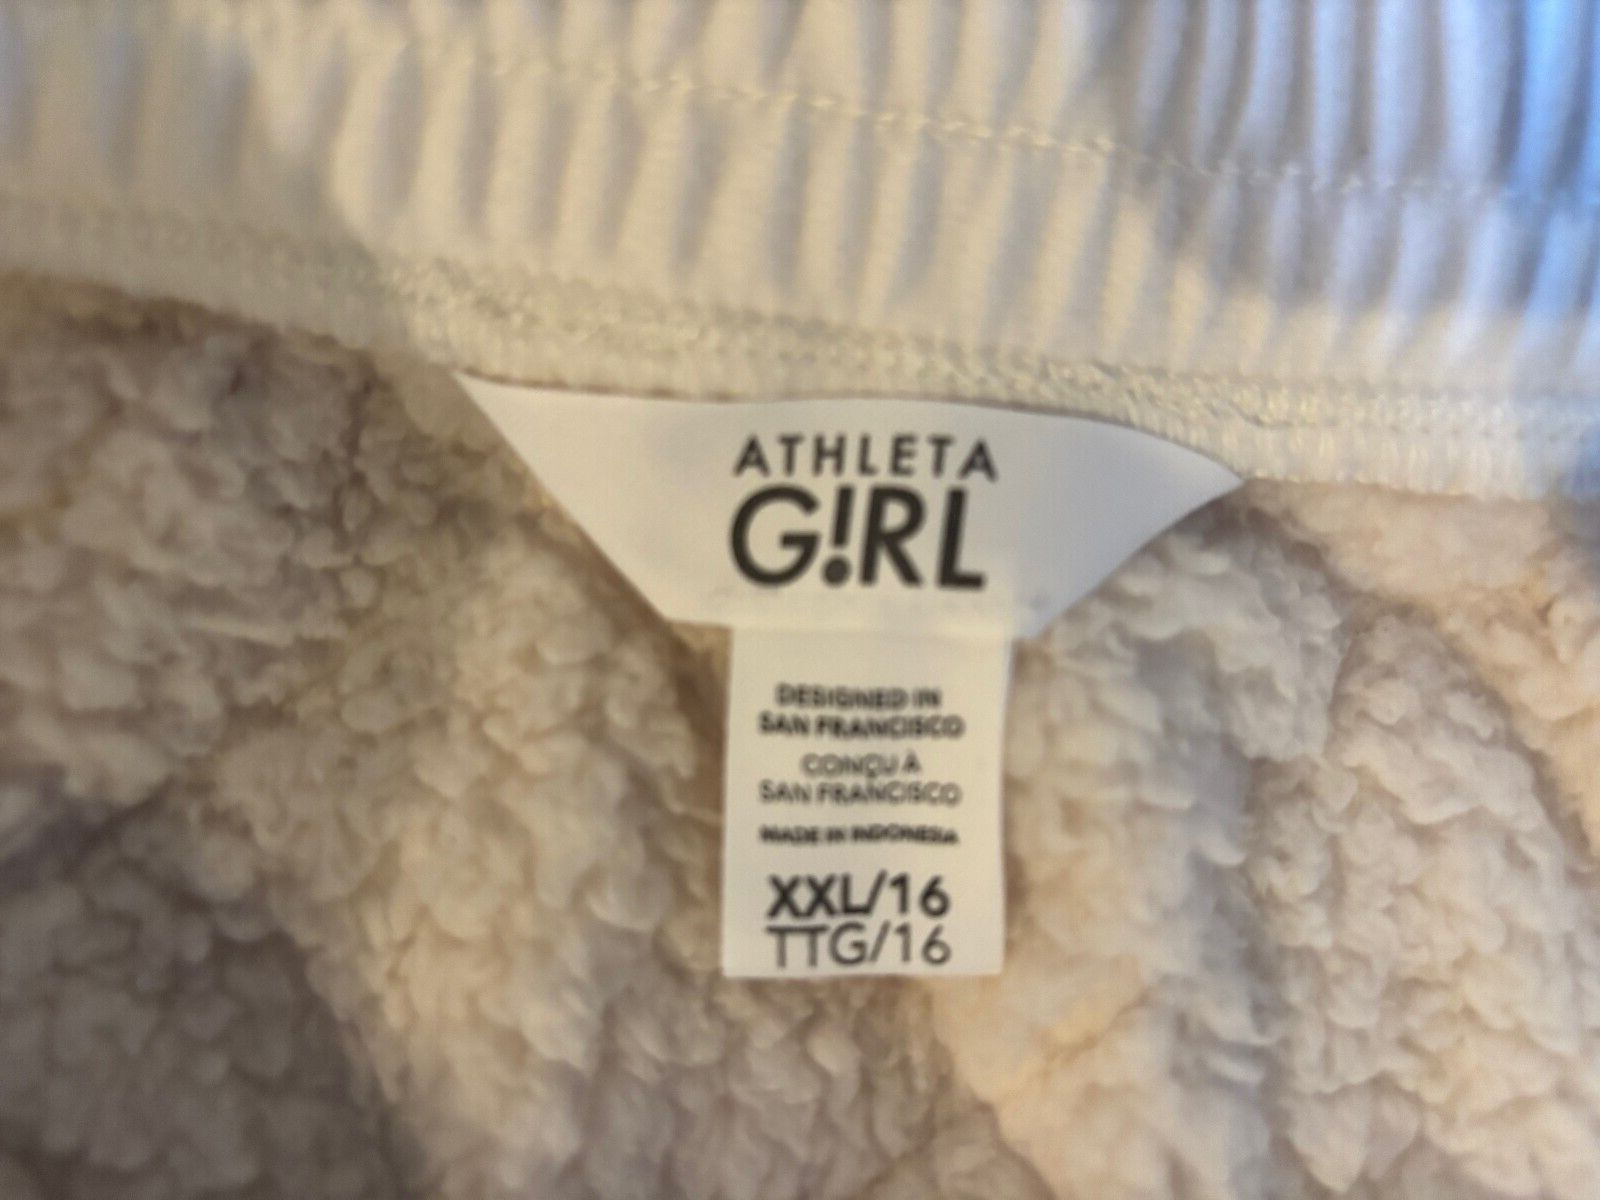 ATHLETA
G!RL
DESIGNED IN
SAN FRANCISCO
CONÇU À
SAN FRANCISCO
MADE IN INDONESIA
XXL/16
TTG/16